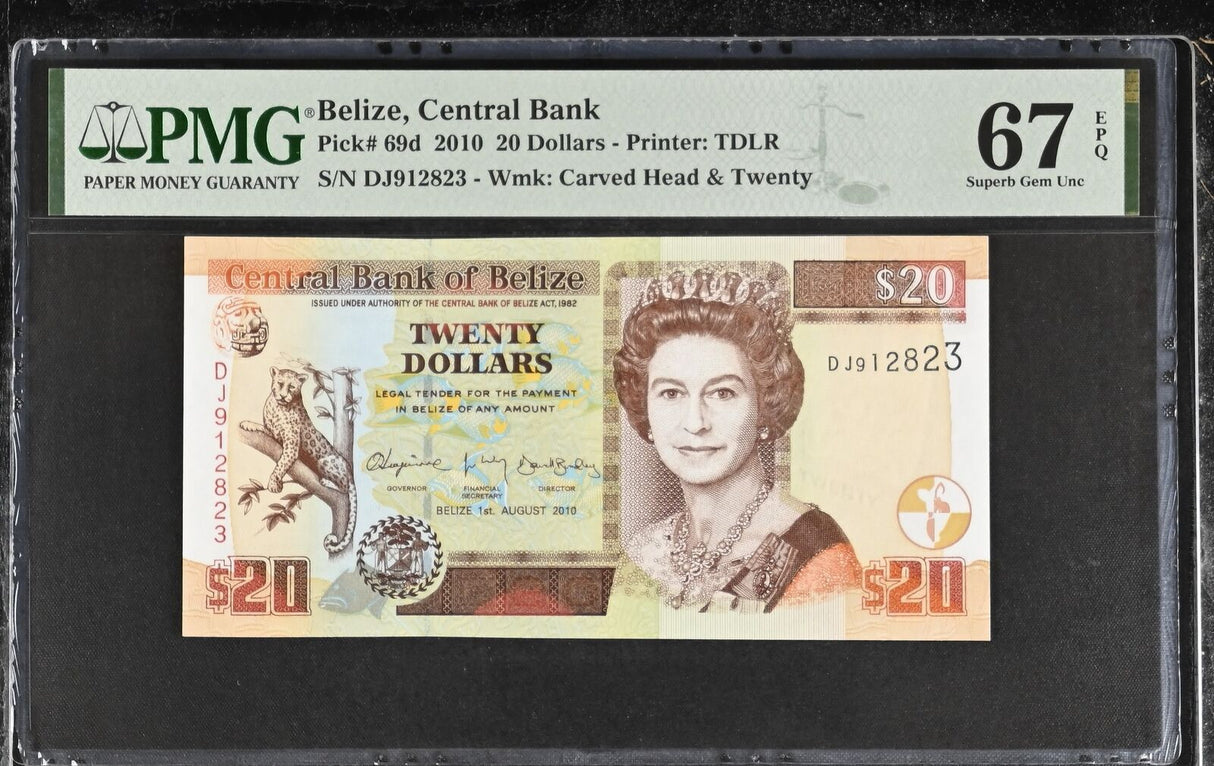 PMG®
PAPER MONEY GUARANTY
Belize, Central Bank
Pick# 69d 2010 20 Dollars - Printer: TDLR
S/N DJ912823 - Wmk: Carved Head & Twenty
67
EPQ
Superb Gem Unc
Central Bank of Belize
$20
ISSUED UNDER AUTHORITY OF THE CENTRAL BANK OF BELIZE ACT, 1982
TWENTY
DOLLARS
DJ912823
LEGAL TENDER FOR THE PAYMENT
IN BELIZE OF ANY AMOUNT
DJ912823
GOVERNOR
FINANCIAL
SECRETARY
DIRECTOR
BELIZE 1st. AUGUST 2010
$20
$20